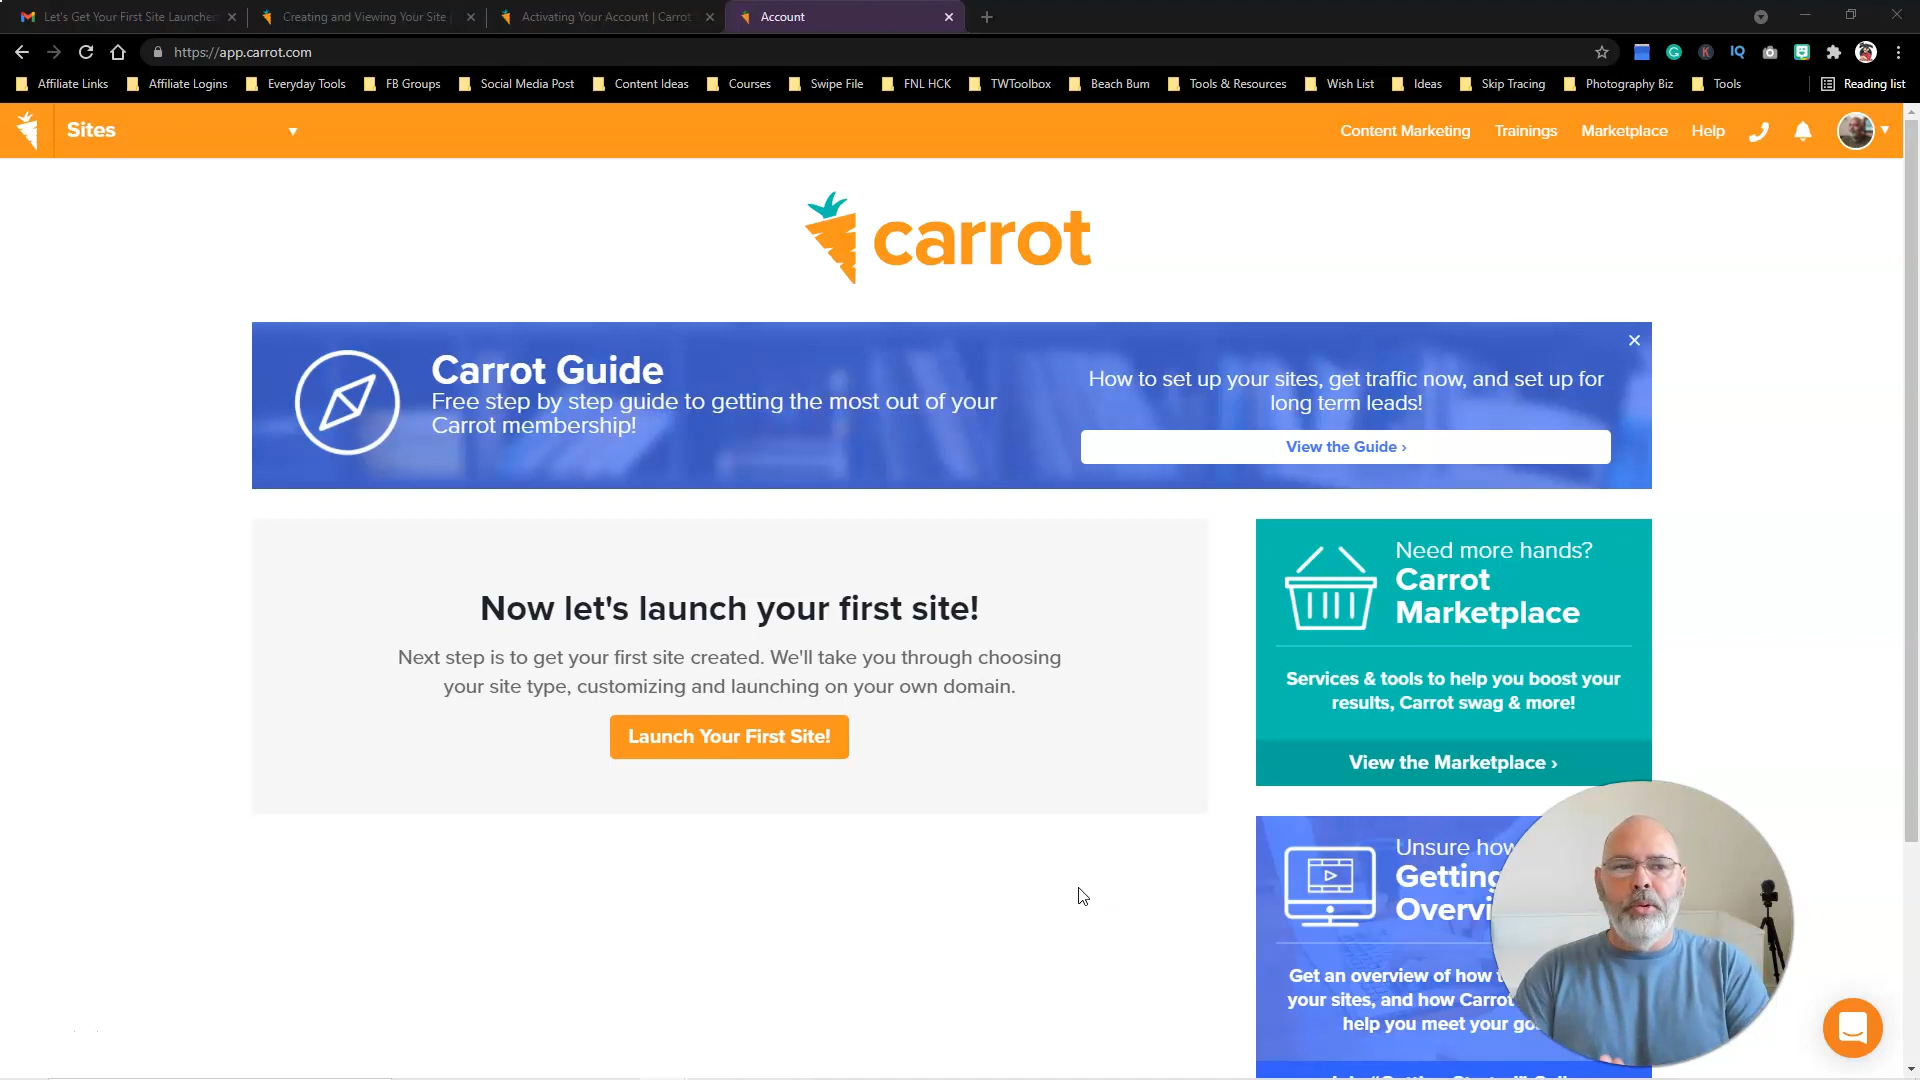 Let's Get Your First Site Launched
Creating and Viewing Your Site
Activating Your Account | Carrot
Account
https://app.carrot.com
Affiliate Links
Affiliate Logins
Everyday Tools
FB Groups
Social Media Post
Content Ideas
Courses
Swipe File
FNL HCK
TWToolbox
Beach Bum
Tools & Resources
Wish List
Ideas
Skip Tracing
Photography Biz
Tools
Reading list
Sites
Content Marketing
Trainings
Marketplace
Help
carrot
Carrot Guide
Free step by step guide to getting the most out of your
Carrot membership!
How to set up your sites, get traffic now, and set up for
long term leads!
View the Guide ›
Now let's launch your first site!
Next step is to get your first site created. We'll take you through choosing
your site type, customizing and launching on your own domain.
Launch Your First Site!
Need more hands?
Carrot
Marketplace
Services & tools to help you boost your
results, Carrot swag & more!
View the Marketplace ›
Unsure how
Getting
Get an overview of how
your sites, and how Carrot
help you meet your